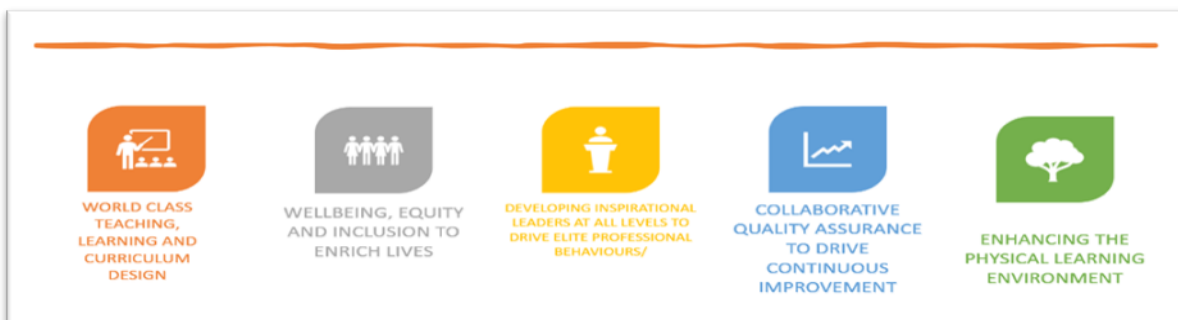 WORLD CLASS
TEACHING,
LEARNING AND
CURRICULUM
DESIGN
WELLBEING, EQUITY
AND INCLUSION TO
ENRICH LIVES
DEVELOPING INSPIRATIONAL
LEADERS AT ALL LEVELS TO
DRIVE ELITE PROFESSIONAL
BEHAVIOURS/
COLLABORATIVE
QUALITY ASSURANCE
TO DRIVE
CONTINUOUS
IMPROVEMENT
ENHANCING THE
PHYSICAL LEARNING
ENVIRONMENT